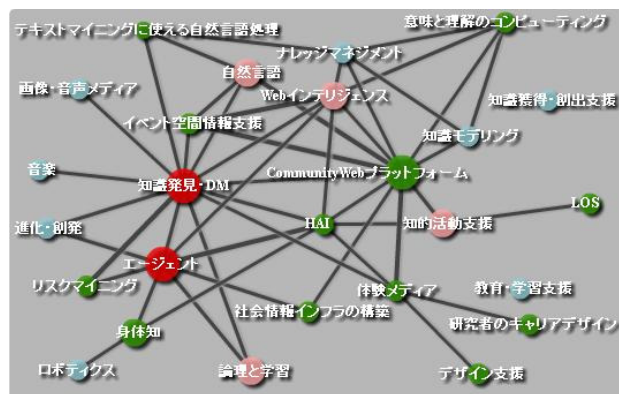 テキストマイニングに使える自然言語処理
意味と理解のコンピューティング
ナレッジマネジメント
自然言語
画像・音声メディア
Webインテリジェンス
知識獲得・創出支援
イベント空間情報支援
知識モデリング
音楽
CommunityWebプラットフォーム
知識発見・DM
LOS
進化・創発
HAI
知的活動支援
エージェント
リスクマイニング
体験メディア
教育・学習支援
社会情報インフラの構築
研究者のキャリアデザイン
身体知
ロボティクス
論理と学習
デザイン支援